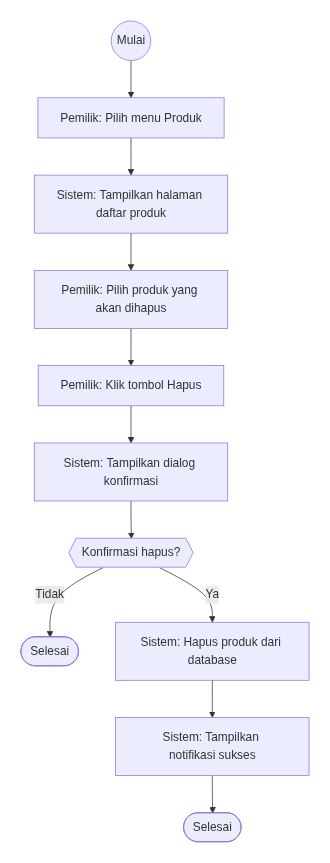 Mulai
Pemilik: Pilih menu Produk
Sistem: Tampilkan halaman
daftar produk
Pemilik: Pilih produk yang
akan dihapus
Pemilik: Klik tombol Hapus
Sistem: Tampilkan dialog
konfirmasi
Konfirmasi hapus?
Tidak
Ya
Selesai
Sistem: Hapus produk dari
database
Sistem: Tampilkan
notifikasi sukses
Selesai